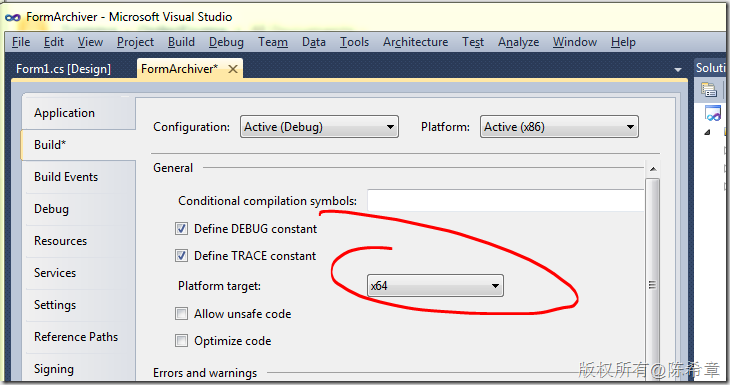 FormArchiver - Microsoft Visual Studio
File Edit View Project Build Debug Team Data Tools Architecture Test Analyze Window Help
Form1.cs [Design] FormArchiver* Solutio
Application
Configuration: Active (Debug) Platform: Active (x86)
Build*
General
Build Events
Conditional compilation symbols:
Debug
Define DEBUG constant
Resources
Define TRACE constant
Services
Platform target: x64
Settings
Allow unsafe code
Reference Paths
Optimize code
Signing
Errors and warnings
版权所有@陈希章